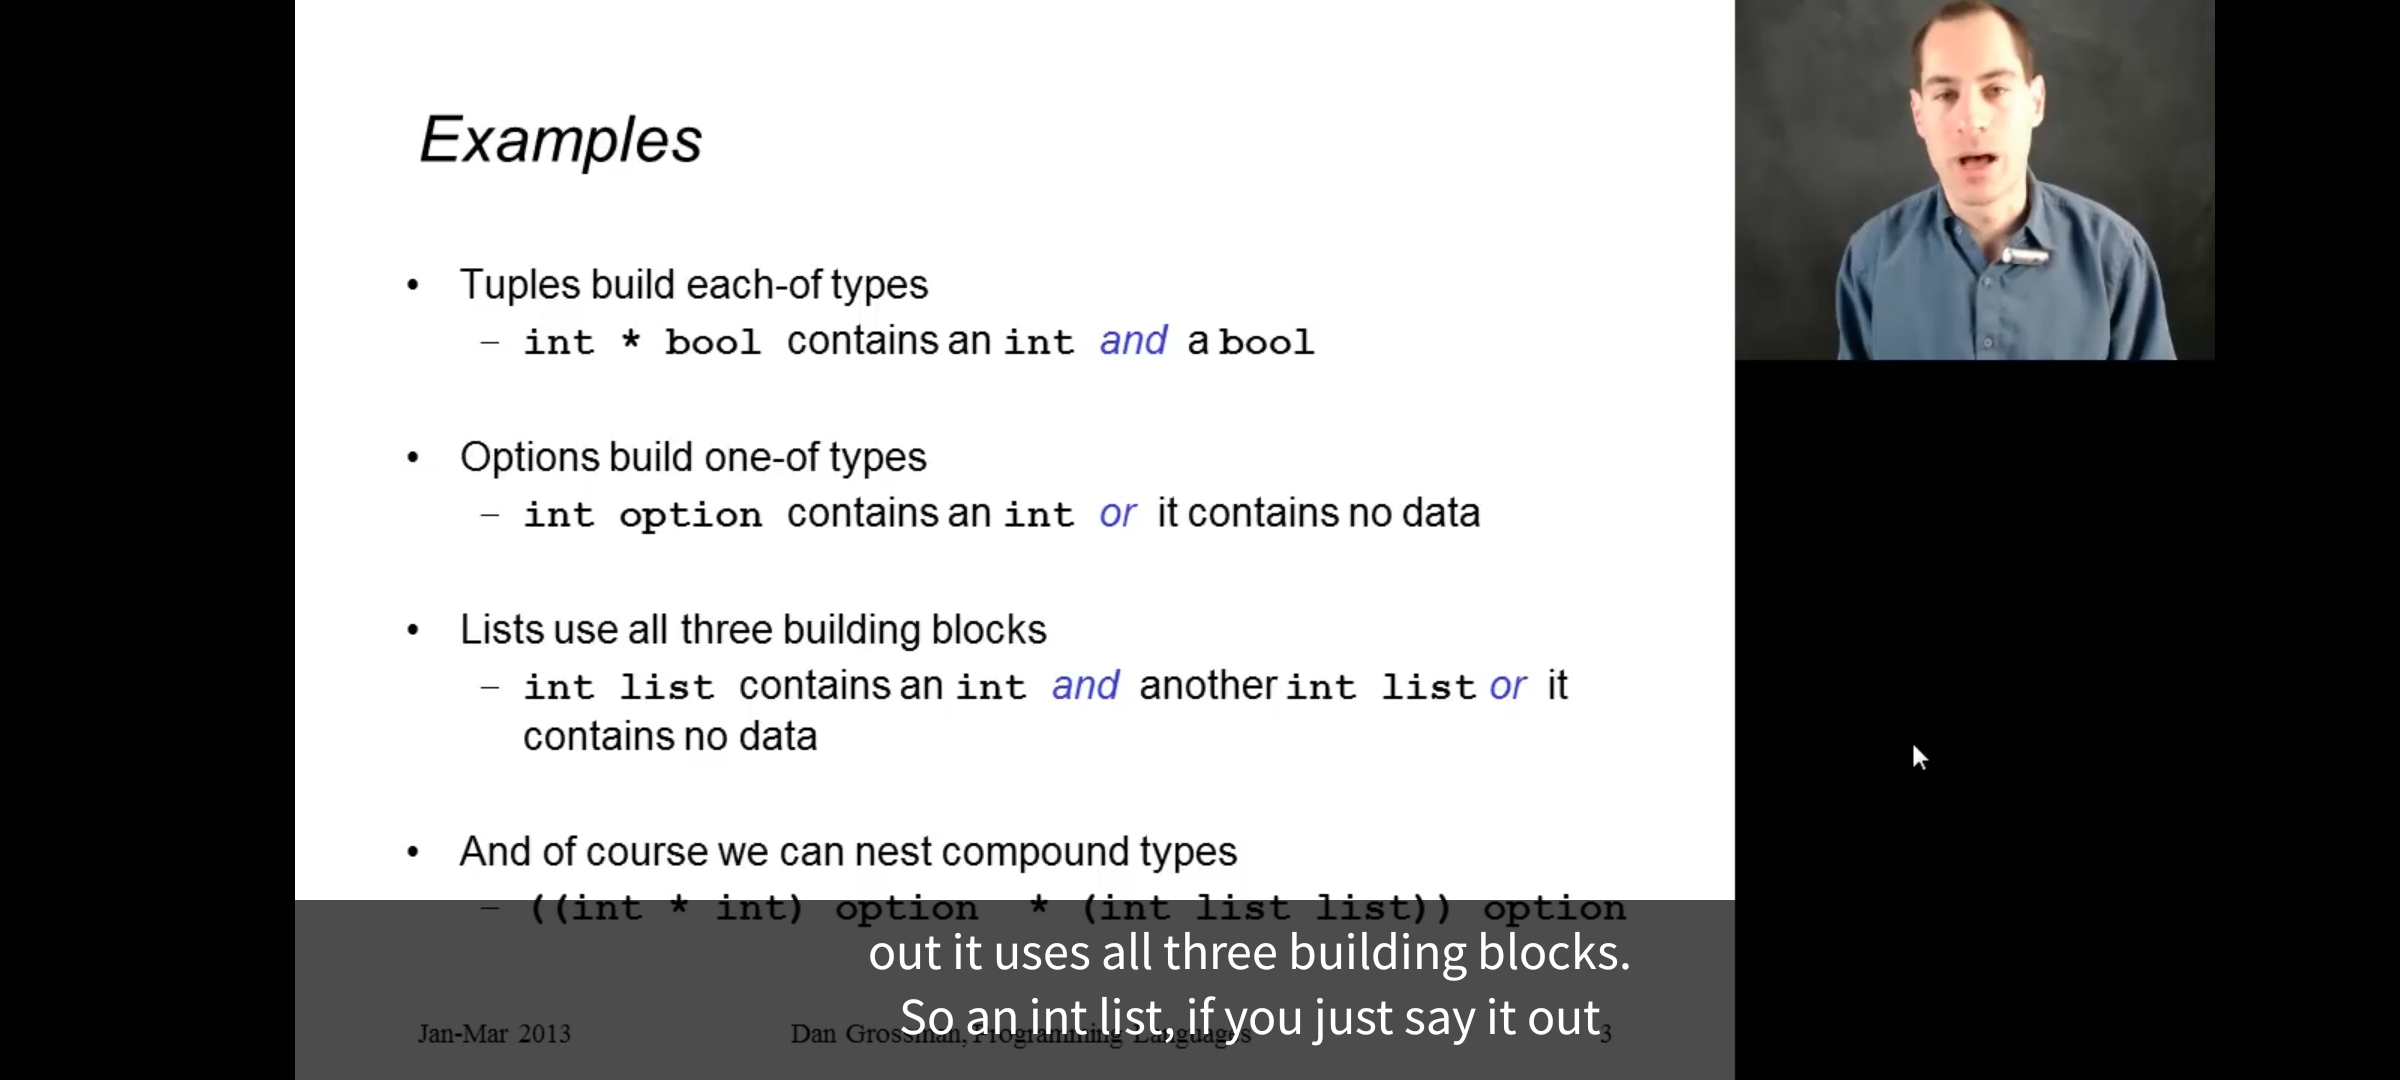 Examples
• Tuples build each-of types
– int * bool contains an int and a bool
• Options build one-of types
– int option contains an int or it contains no data
• Lists use all three building blocks
– int list contains an int and another int list or it
contains no data
• And of course we can nest compound types
– ((int * int) option * (int list list)) option
out it uses all three building blocks.
So an int list, if you just say it out
Jan-Mar 2013
Dan Grossman, Programming Languages
3